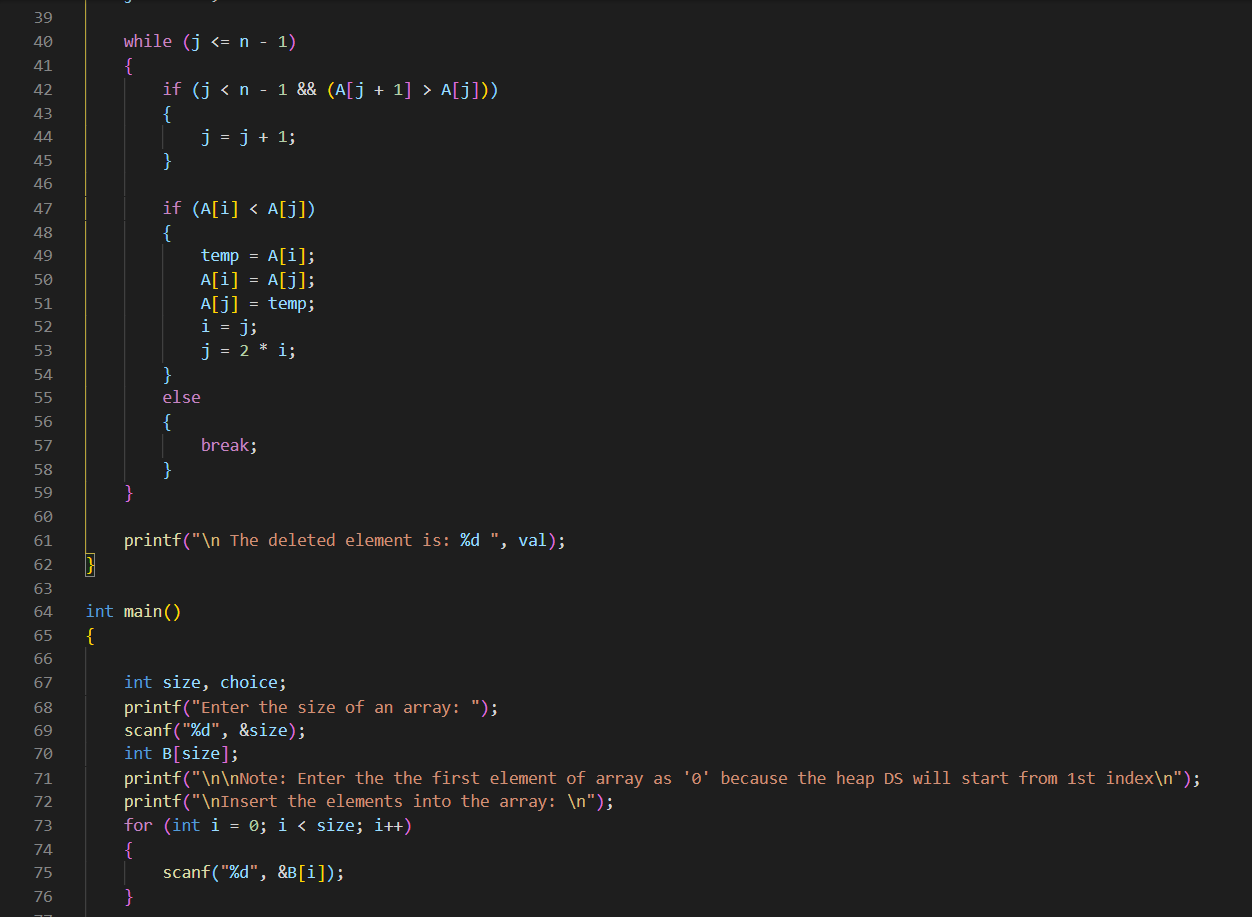 39
40 while (j <= n - 1)
41 {
42 if (j < n - 1 && (A[j + 1] > A[j]))
43 {
44 j = j + 1;
45 }
46
47 if (A[i] < A[j])
48 {
49 temp = A[i];
50 A[i] = A[j];
51 A[j] = temp;
52 i = j;
53 j = 2 * i;
54 }
55 else
56 {
57 break;
58 }
59 }
60
61 printf("\n The deleted element is: %d ", val);
62 }
63
64 int main()
65 {
66
67 int size, choice;
68 printf("Enter the size of an array: ");
69 scanf("%d", &size);
70 int B[size];
71 printf("\n\nNote: Enter the the first element of array as '0' because the heap DS will start from 1st index\n");
72 printf("\nInsert the elements into the array: \n");
73 for (int i = 0; i < size; i++)
74 {
75 scanf("%d", &B[i]);
76 }